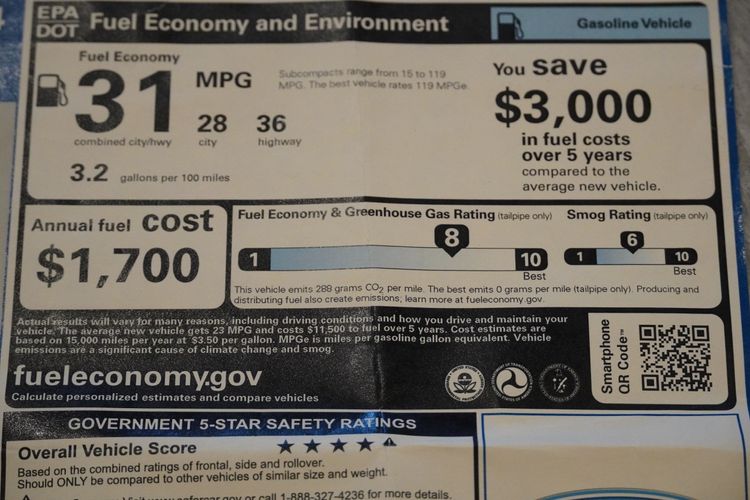 EPA
DOT
Fuel Economy and Environment
Gasoline Vehicle
Fuel Economy
31
MPG
combined city/hwy
28
city
36
highway
3.2 gallons per 100 miles
Subcompacts range from 15 to 119
MPG. The best vehicle rates 119 MPGe.
You save
$3,000
in fuel costs
over 5 years
compared to the
average new vehicle.
Annual fuel cost
$1,700
Fuel Economy & Greenhouse Gas Rating (tailpipe only)
1
8
10
Best
Smog Rating (tailpipe only)
1
6
10
Best
This vehicle emits 289 grams CO2 per mile. The best emits 0 grams per mile (tailpipe only). Producing and
distributing fuel also create emissions; learn more at fueleconomy.gov.
Actual results will vary for many reasons, including driving conditions and how you drive and maintain your
vehicle. The average new vehicle gets 23 MPG and costs $11,500 to fuel over 5 years. Cost estimates are
based on 15,000 miles per year at $3.50 per gallon. MPGe is miles per gasoline gallon equivalent. Vehicle
emissions are a significant cause of climate change and smog.
fueleconomy.gov
Calculate personalized estimates and compare vehicles
Smartphone
QR Code™
GOVERNMENT 5-STAR SAFETY RATINGS
Overall Vehicle Score
Based on the combined ratings of frontal, side and rollover.
Should ONLY be compared to other vehicles of similar size and weight.
or call 1-888-327-4236 for more details.